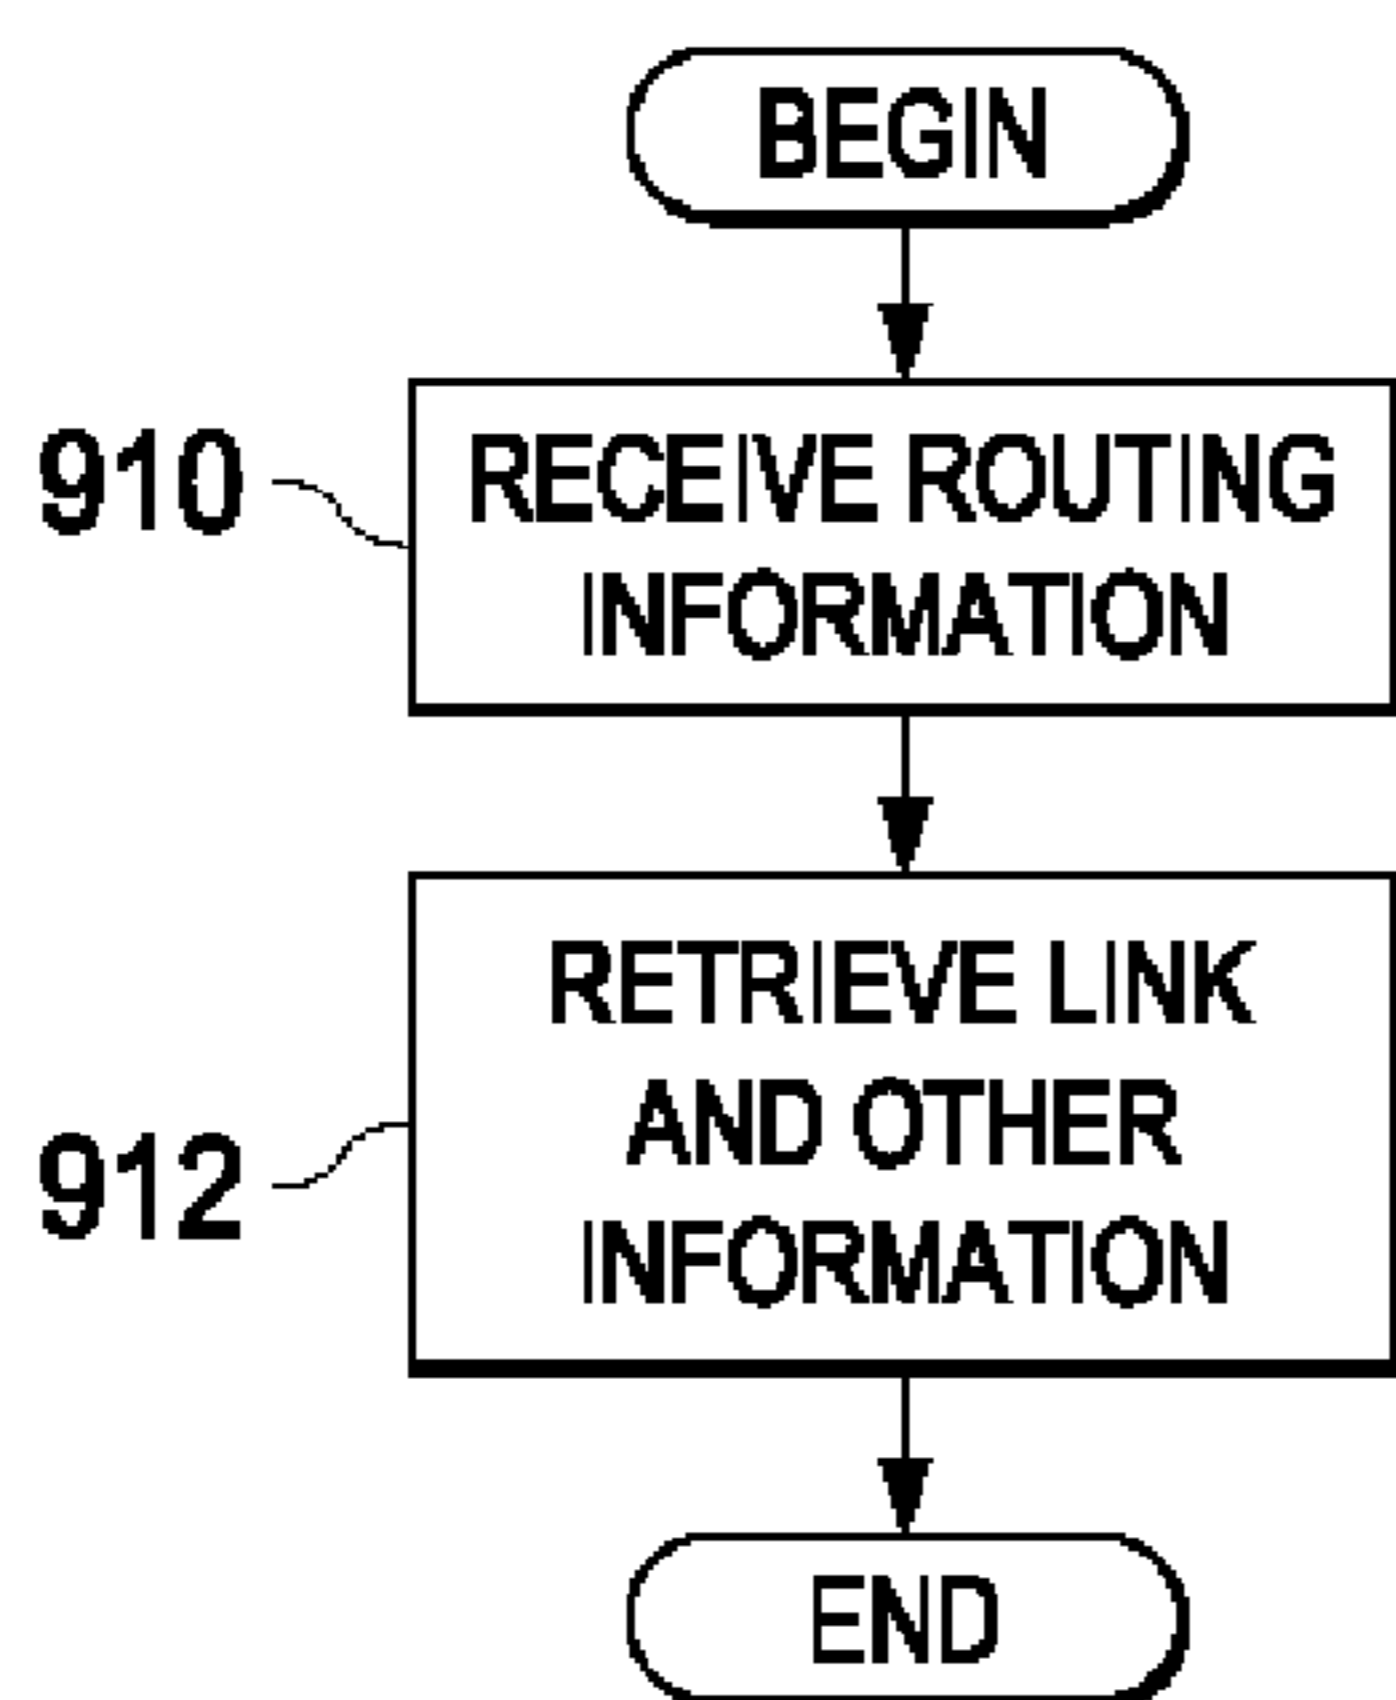 BEGIN
910
RECEIVE ROUTING
INFORMATION
912
RETRIEVE LINK
AND OTHER
INFORMATION
END